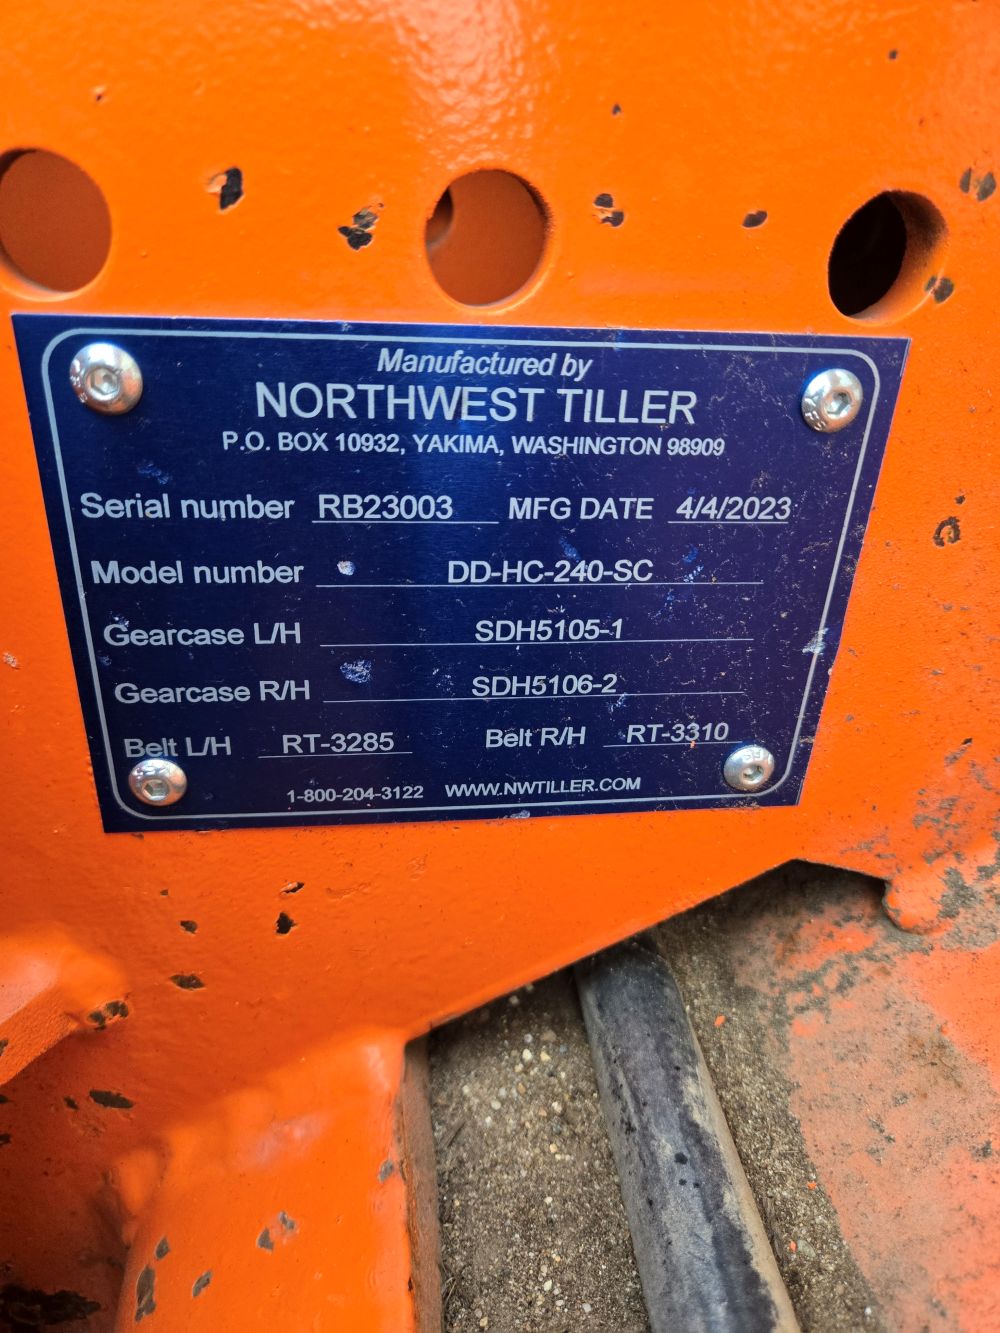 Manufactured by
NORTHWEST TILLER
P.O. BOX 10932, YAKIMA, WASHINGTON 98909
Serial number RB23003 MFG DATE 4/4/2023
Model number DD-HC-240-SC
Gearcase L/H SDH5105-1
Gearcase R/H SDH5106-2
Belt L/H RT-3285 Belt R/H RT-3310
1-800-204-3122 WWW.NWTILLER.COM